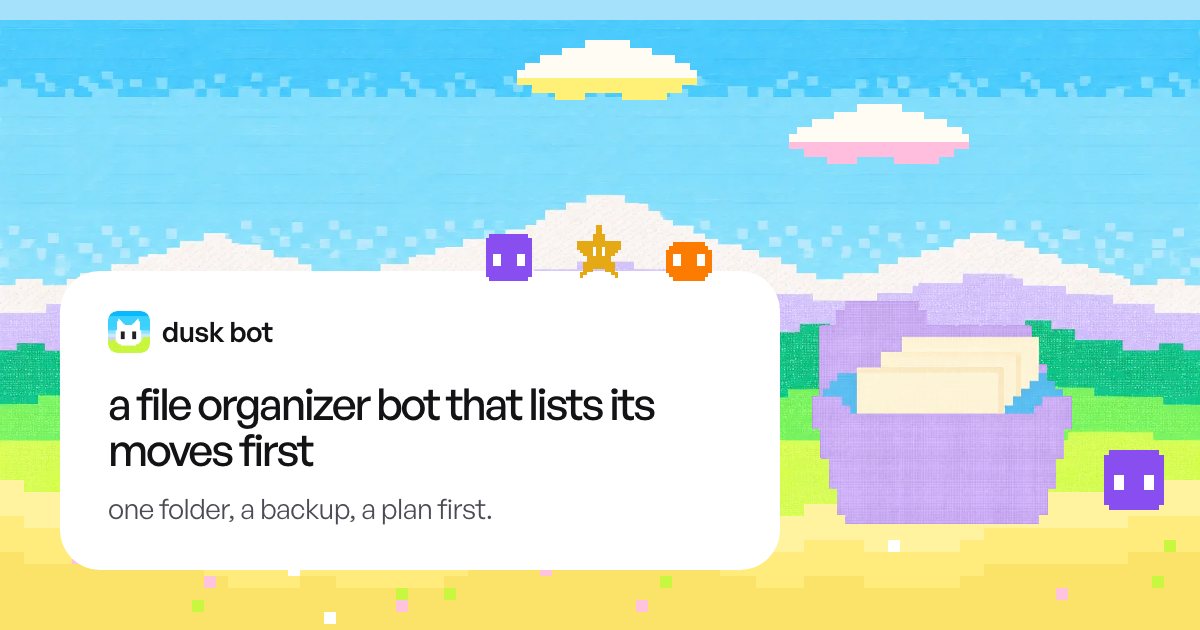 dusk bot
a file organizer bot that lists its
moves first
one folder, a backup, a plan first.